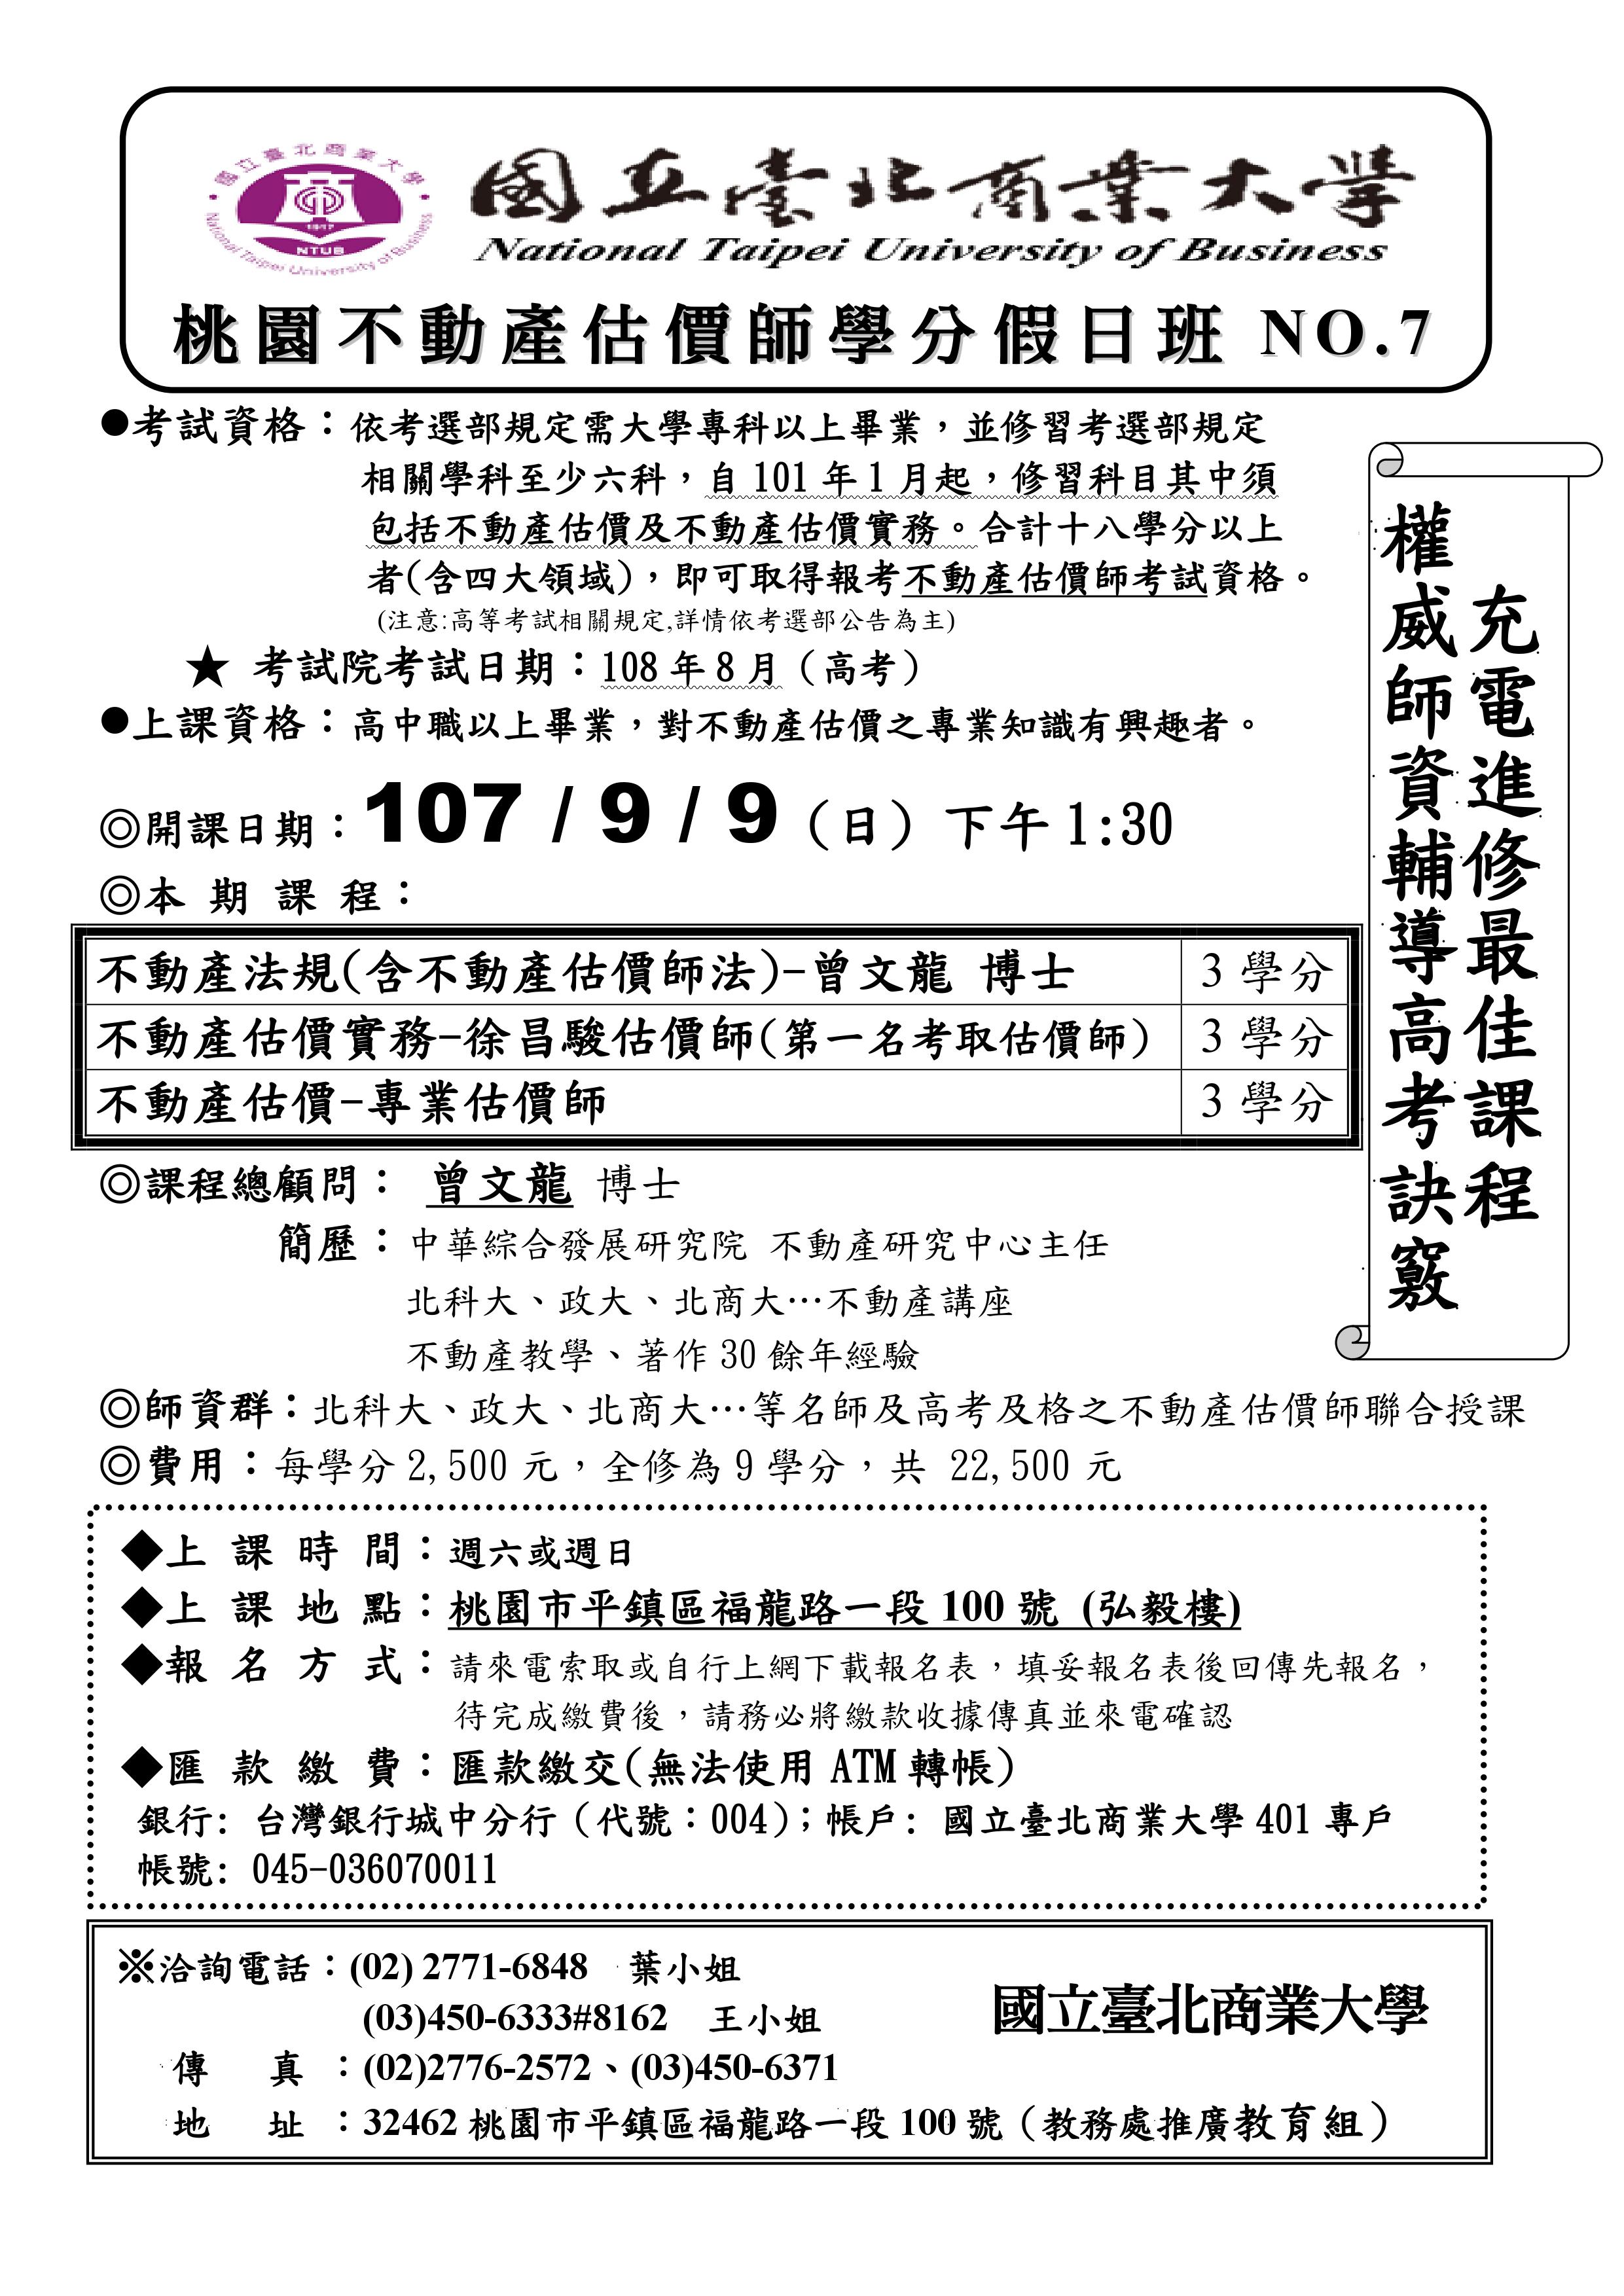 國立臺北商業大學
National Taipei University of Business
NTUB
國立臺北商業大學
National Taipei University of Business
桃園不動產估價師學分假日班 NO.7
●考試資格：依考選部規定需大學專科以上畢業，並修習考選部規定
相關學科至少六科，自101年1月起，修習科目其中須
包括不動產估價及不動產估價實務。合計十八學分以上
者(含四大領域)，即可取得報考不動產估價師考試資格。
(注意:高等考試相關規定,詳情依考選部公告為主)
★ 考試院考試日期：108年8月（高考）
●上課資格：高中職以上畢業，對不動產估價之專業知識有興趣者。
◎開課日期：107 / 9 / 9（日）下午1:30
◎本 期 課 程：
不動產法規(含不動產估價師法)-曾文龍 博士 3 學分
不動產估價實務-徐昌駿估價師(第一名考取估價師) 3 學分
不動產估價-專業估價師 3 學分
充電進修最佳課程
權威師資輔導高考訣竅
◎課程總顧問： 曾文龍 博士
簡歷：中華綜合發展研究院 不動產研究中心主任
北科大、政大、北商大…不動產講座
不動產教學、著作30餘年經驗
◎師資群：北科大、政大、北商大…等名師及高考及格之不動產估價師聯合授課
◎費用：每學分2,500 元，全修為9學分，共 22,500 元
◆上 課 時 間：週六或週日
◆上 課 地 點：桃園市平鎮區福龍路一段100號 (弘毅樓)
◆報 名 方 式：請來電索取或自行上網下載報名表，填妥報名表後回傳先報名，
待完成繳費後，請務必將繳款收據傳真並來電確認
◆匯 款 繳 費：匯款繳交(無法使用ATM轉帳)
銀行: 台灣銀行城中分行（代號：004）；帳戶: 國立臺北商業大學401專戶
帳號: 045-036070011
※洽詢電話：(02) 2771-6848 葉小姐
(03)450-6333#8162 王小姐
國立臺北商業大學
傳 真：(02)2776-2572、(03)450-6371
地 址：32462桃園市平鎮區福龍路一段100號（教務處推廣教育組）